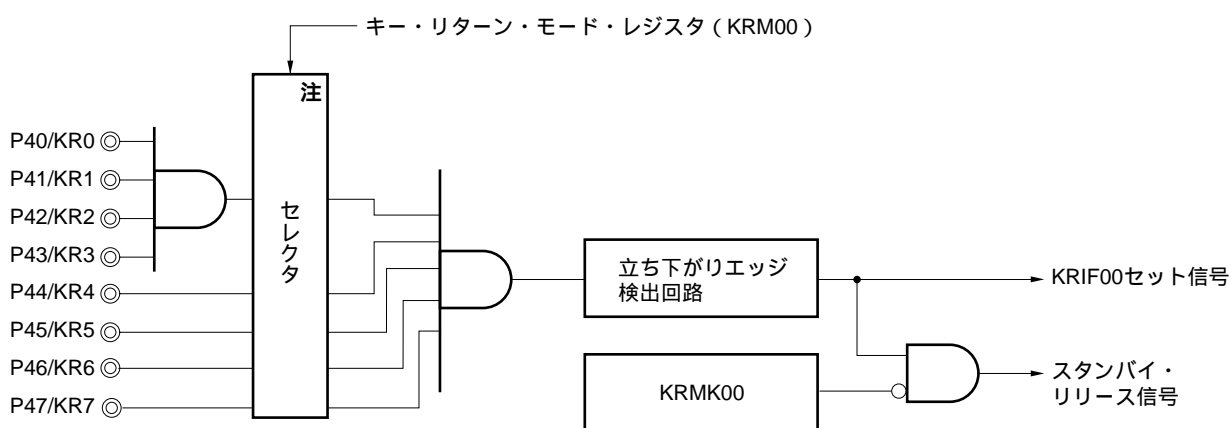 キー・リターン・モード・レジスタ（KRM00）
注
P40/KR0
P41/KR1
P42/KR2
P43/KR3
P44/KR4
P45/KR5
P46/KR6
P47/KR7
セレクタ
立ち下がりエッジ
検出回路
KRIF00セット信号
KRMK00
スタンバイ・
リリース信号